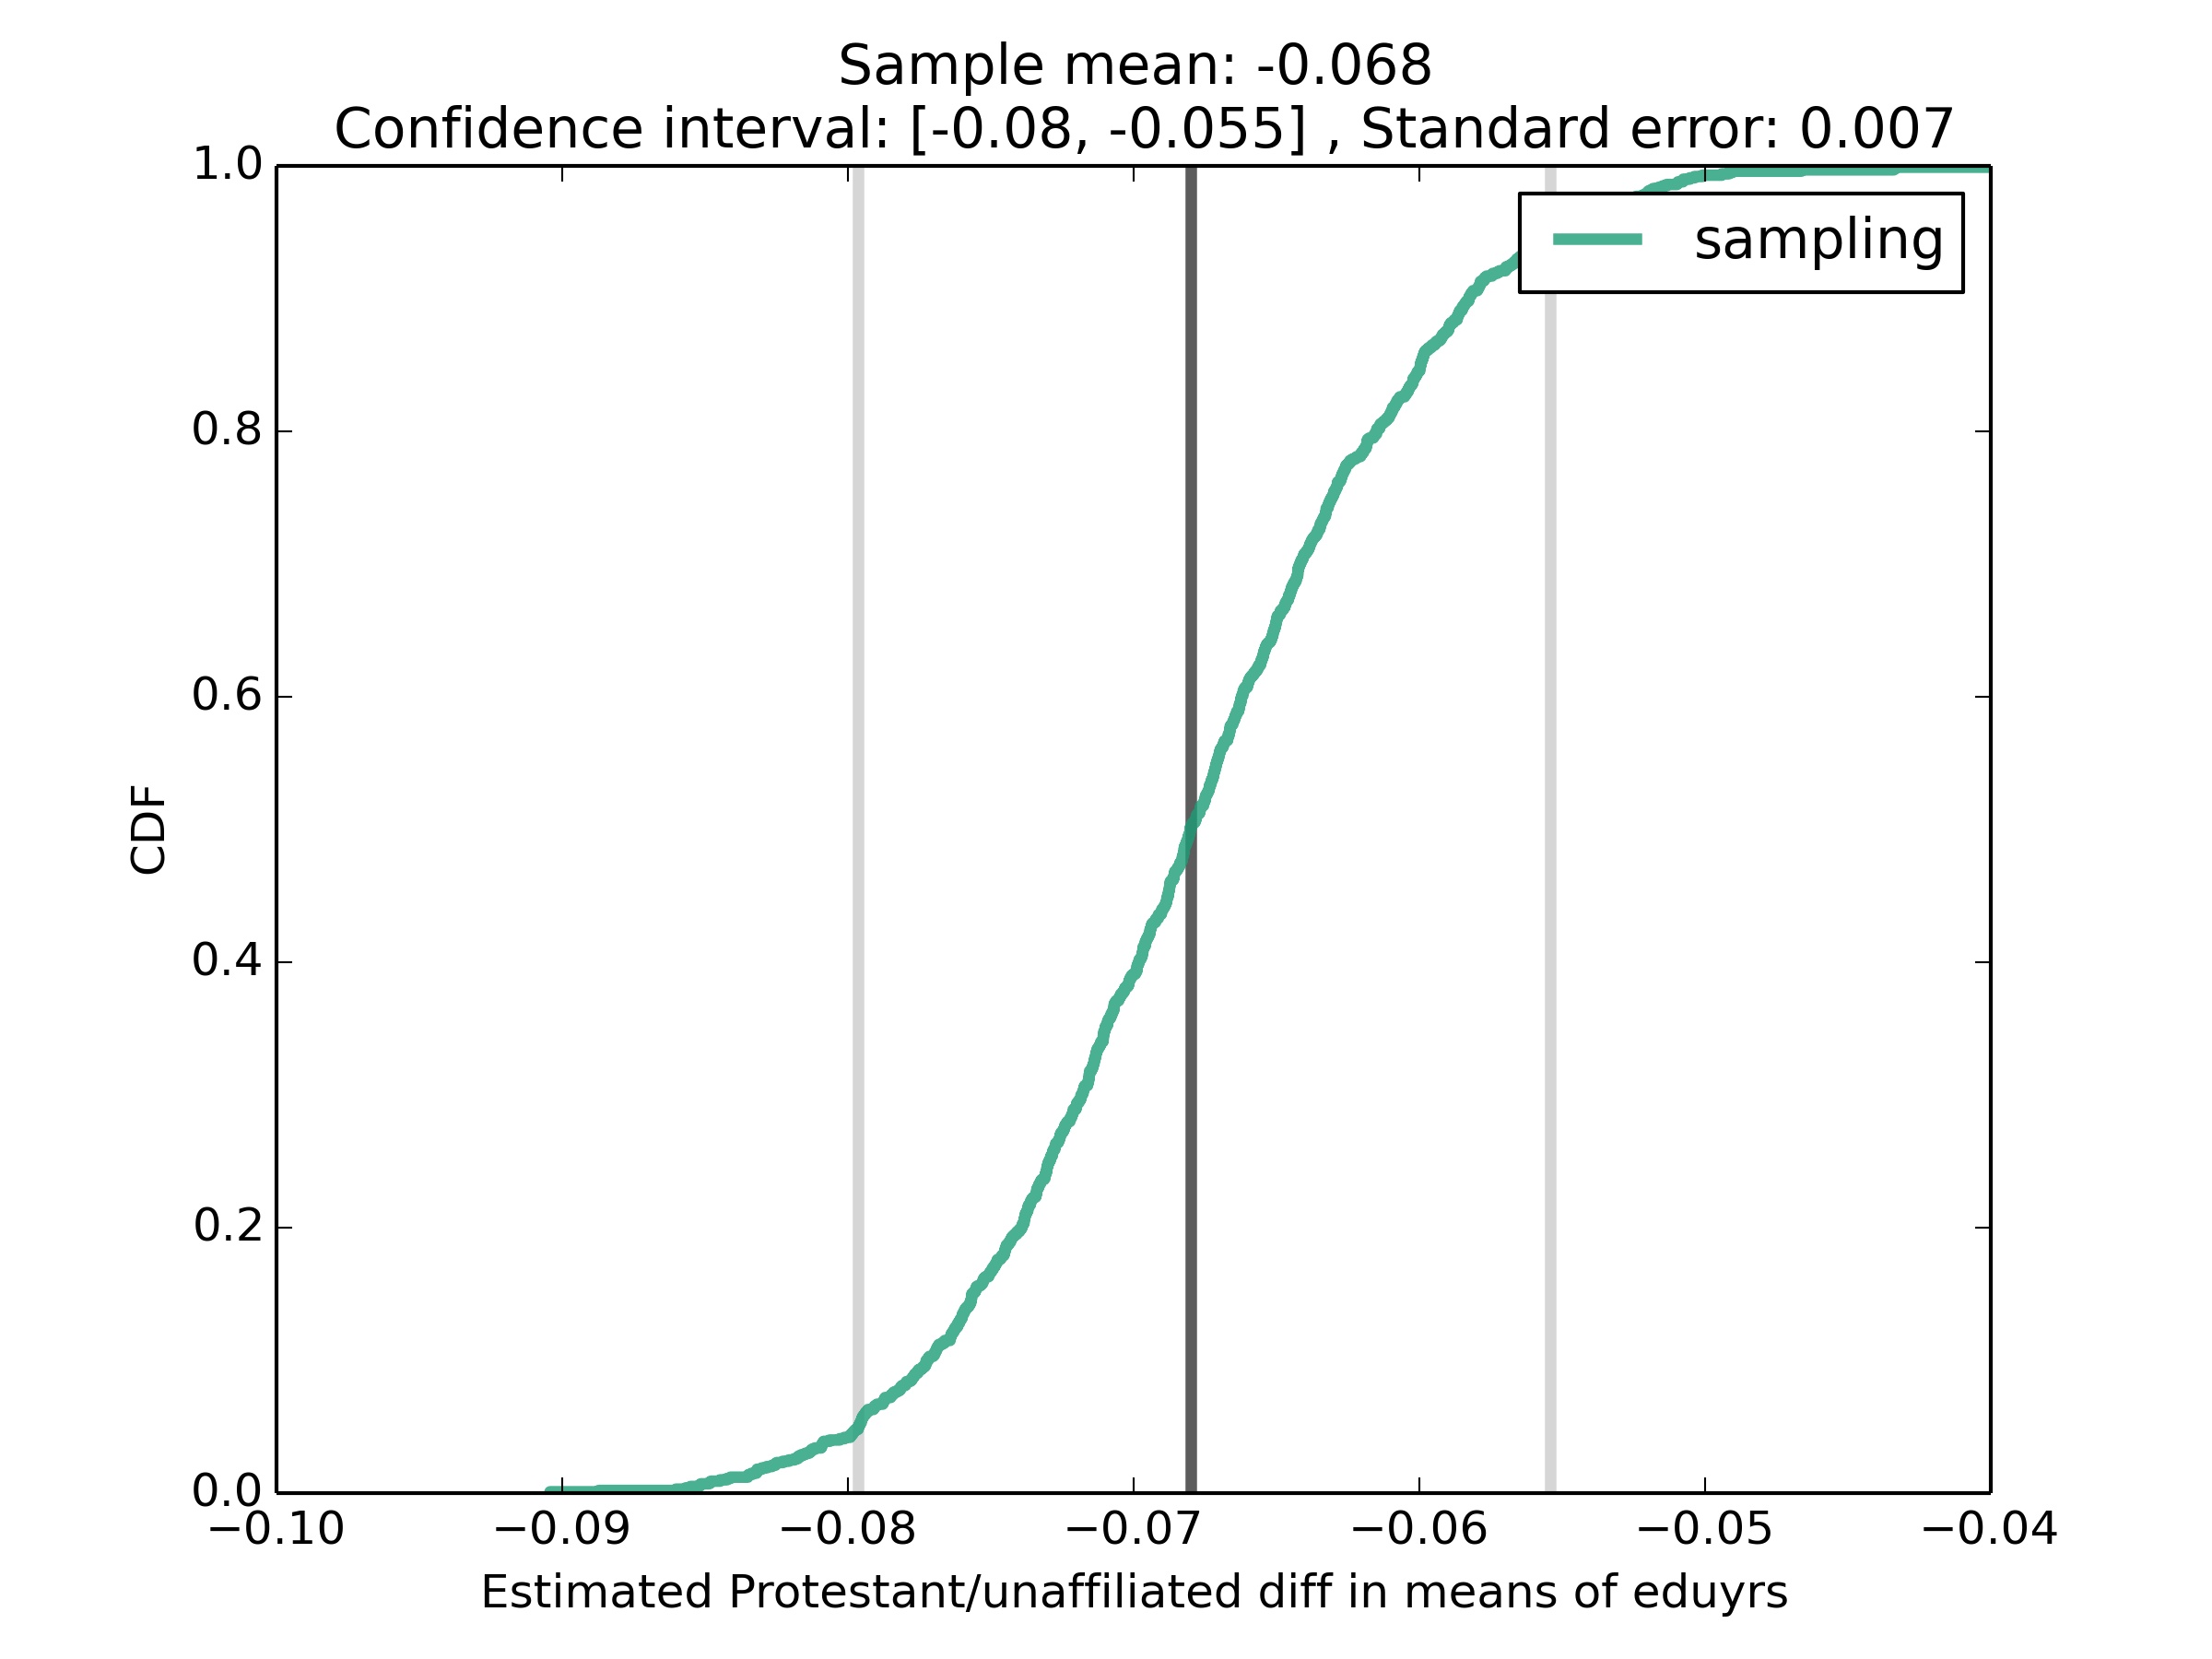 Sample mean: -0.068
Confidence interval: [-0.08, -0.055] , Standard error: 0.007
1.0
sampling
0.8
0.6
CDF
0.4
0.2
0.0
−0.10 −0.09 −0.08 −0.07 −0.06 −0.05 −0.04
Estimated Protestant/unaffiliated diff in means of eduyrs